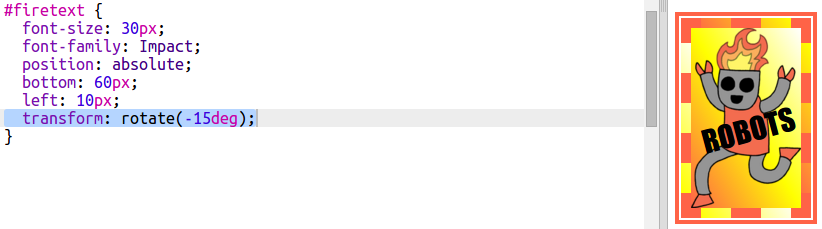 #firetext {
font-size: 30px;
font-family: Impact;
position: absolute;
bottom: 60px;
left: 10px;
transform: rotate(-15deg);
}
ROBOTS